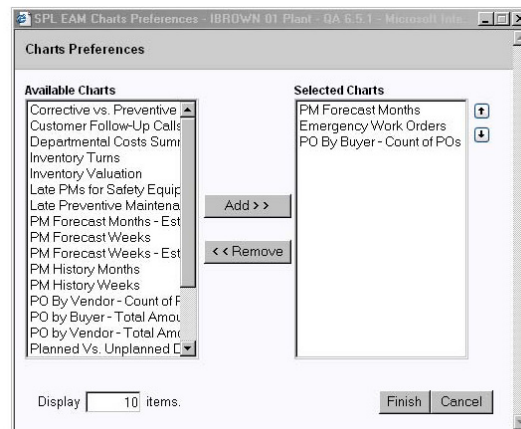 SPL EAM Charts Preferences - IBROWN 01 Plant - QA 6.5.1 - Microsoft Inte...
Charts Preferences
Available Charts
Corrective vs. Preventive
Customer Follow-Up Calls
Departmental Costs Sum
Inventory Turns
Inventory Valuation
Late PMs for Safety Equip
Late Preventive Maintena
PM Forecast Months - Est
PM Forecast Weeks
PM Forecast Weeks - Est
PM History Months
PM History Weeks
PO By Vendor - Count of
PO by Buyer - Total Amou
PO by Vendor - Total Amo
Planned Vs. Unplanned
Add >>
<< Remove
Selected Charts
PM Forecast Months
Emergency Work Orders
PO By Buyer - Count of POs
Display 10 items.
Finish Cancel